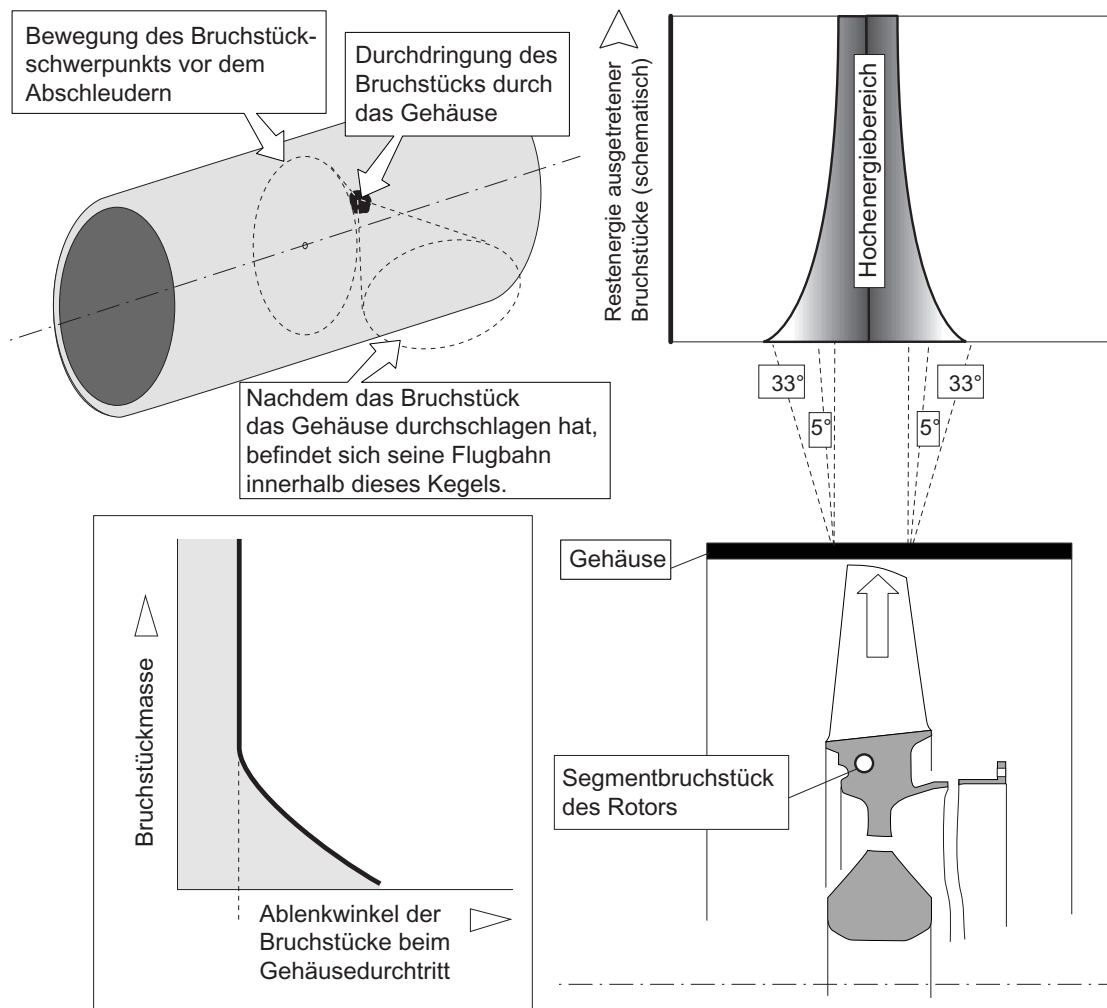 Bewegung des Bruchstück-
schwerpunkts vor dem
Abschleudern
Durchdringung des
Bruchstücks durch
das Gehäuse
Nachdem das Bruchstück
das Gehäuse durchschlagen hat,
befindet sich seine Flugbahn
innerhalb dieses Kegels.
Restenergie ausgetretener
Bruchstücke (schematisch)
Hochenergiebereich
33°
33°
5°
5°
Gehäuse
Segmentbruchstück
des Rotors
Bruchstückmasse
Ablenkwinkel der
Bruchstücke beim
Gehäusedurchtritt